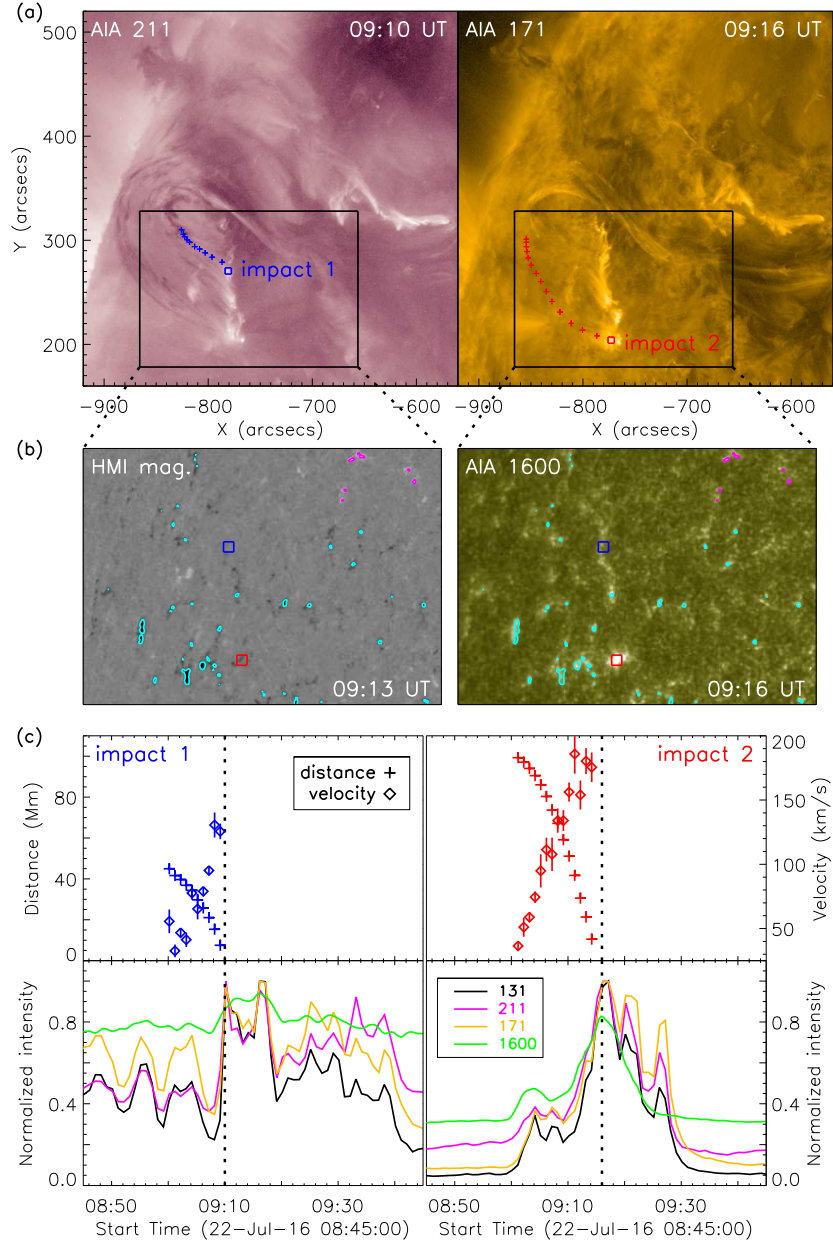 (a)
AIA 211 09:10 UT
AIA 171 09:16 UT
500
400
300
200
Y (arcsecs)
impact 1
impact 2
−900 −800 −700 −600
−900 −800 −700 −600
X (arcsecs)
X (arcsecs)
(b)
HMI mag.
09:13 UT
AIA 1600
09:16 UT
(c)
impact 1
distance +
velocity ◇
impact 2
80
40
0
Distance (Mm)
200
150
100
50
Velocity (km/s)
0.8
0.4
0.0
Normalized intensity
131
211
171
1600
0.8
0.4
0.0
Normalized intensity
08:50 09:10 09:30
08:50 09:10 09:30
Start Time (22−Jul−16 08:45:00)
Start Time (22−Jul−16 08:45:00)